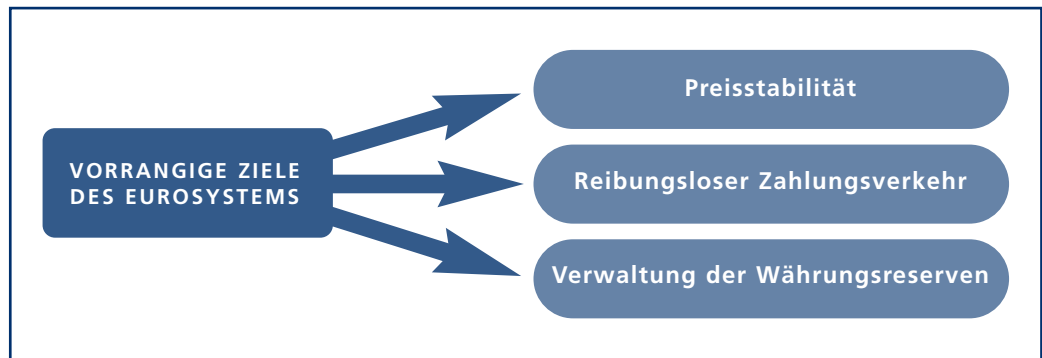 VORRANGIGE ZIELE
DES EUROSYSTEMS
Preisstabilität
Reibungsloser Zahlungsverkehr
Verwaltung der Währungsreserven